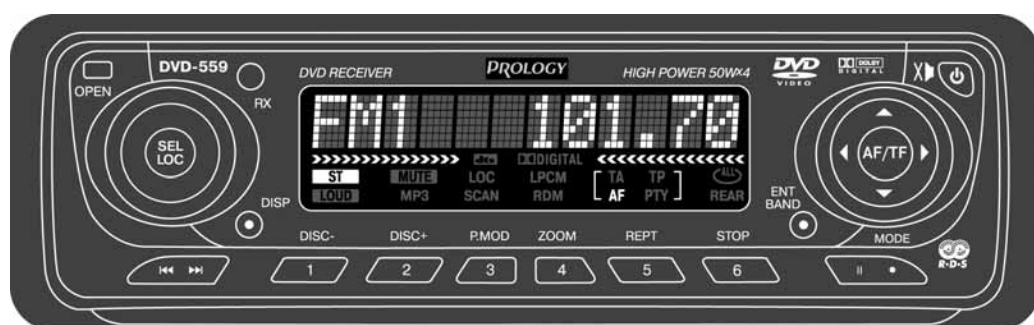 DVD-559
OPEN
RX
DVD RECEIVER
PROLOGY
HIGH POWER 50W×4
DVD
VIDEO
DOLBY
DIGITAL
SEL
LOC
FM1 101.70
dts DIGITAL
ST MUTE LOC LPCM TA TP ALL
LOUD MP3 SCAN RDM AF PTY REAR
AF/TF
DISP
ENT
BAND
DISC- DISC+ P.MOD ZOOM REPT STOP MODE
1 2 3 4 5 6
R·D·S